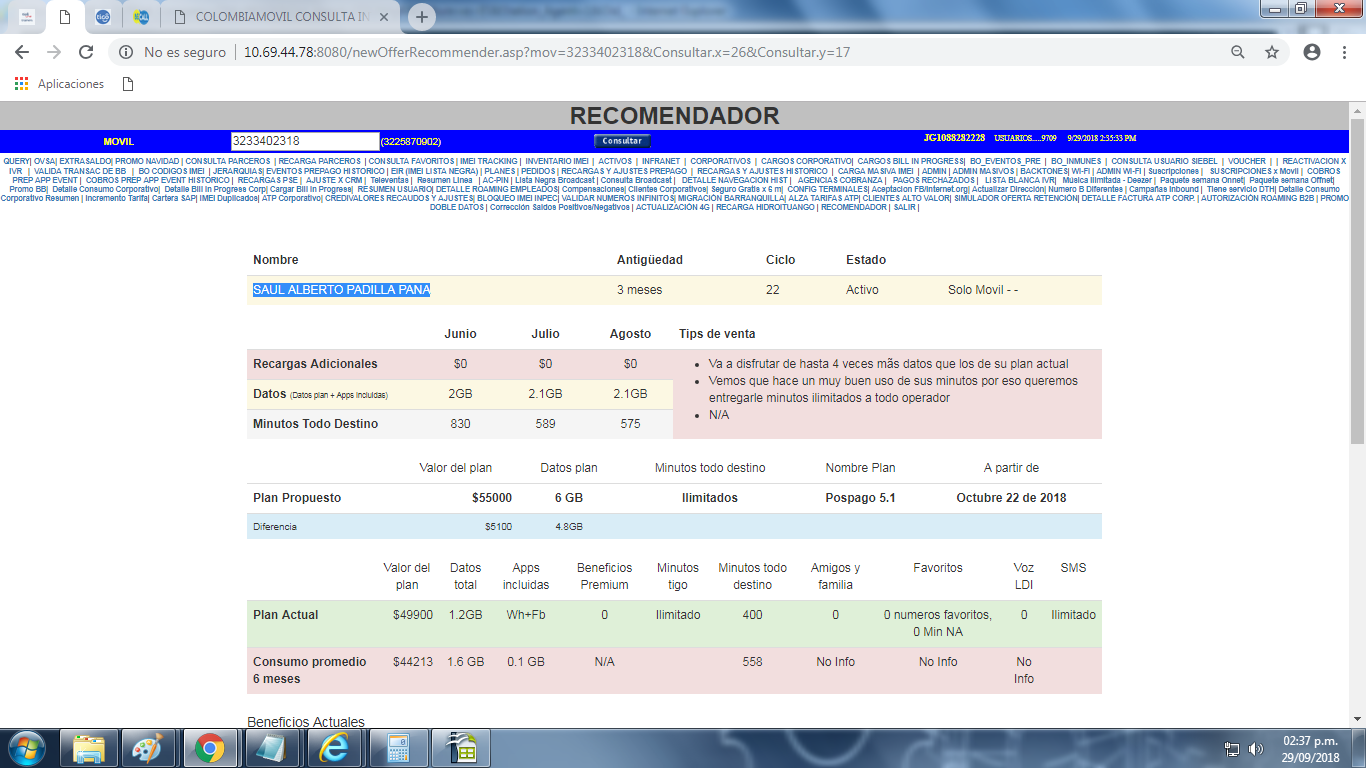 COLOMBIAMOVIL CONSULTA IN
No es seguro | 10.69.44.78:8080/newOfferRecommender.asp?mov=3233402318&Consultar.x=26&Consultar.y=17
Aplicaciones
RECOMENDADOR
MOVIL 3233402318 (3225870902) Consultar JG1088282228 USUARIOS.....9709 9/29/2018 2:35:33 PM
QUERY| OVSA| EXTRASALDO| PROMO NAVIDAD | CONSULTA PARCEROS | RECARGA PARCEROS | CONSULTA FAVORITOS | IMEI TRACKING | INVENTARIO IMEI | ACTIVOS | INFRANET | CORPORATIVOS | CARGOS CORPORATIVO| CARGOS BILL IN PROGRESS| BO_EVENTOS_PRE | BO_INMUNES | CONSULTA USUARIO SIEBEL | VOUCHER | | REACTIVACION X
IVR | VALIDA TRANSAC DE BB | BO CODIGOS IMEI | JERARQUIAS| EVENTOS PREPAGO HISTORICO | EIR (IMEI LISTA NEGRA) | PLANES | PEDIDOS | RECARGAS Y AJUSTES PREPAGO | RECARGAS Y AJUSTES HISTORICO | CARGA MASIVA IMEI | ADMIN | ADMIN MASIVOS | BACKTONES| WI-FI | ADMIN WI-FI | Suscripciones | SUSCRIPCIONES x Movil | COBROS
PREP APP EVENT | COBROS PREP APP EVENT HISTORICO | RECARGAS PSE | AJUSTE X CRM | Televentas | Resumen Linea | AC-PIN | Lista Negra Broadcast | Consulta Broadcast | DETALLE NAVEGACION HIST | AGENCIAS COBRANZA | PAGOS RECHAZADOS | LISTA BLANCA IVR| Música Ilimitada - Deezer | Paquete semana Onnet| Paquete semana Offnet|
Promo BB| Detalle Consumo Corporativo| Detalle Bill In Progress Corp| Cargar Bill In Progress| RESUMEN USUARIO| DETALLE ROAMING EMPLEADOS| Compensaciones| Clientes Corporativos| Seguro Gratis x 6 m| CONFIG TERMINALES| Aceptacion FB/Internet.org| Actualizar Dirección| Numero B Diferentes | Campañas Inbound | Tiene servicio DTH| Detalle Consumo
Corporativo Resumen | Incremento Tarifa| Cartera SAP| IMEI Duplicados| ATP Corporativo| CREDIVALORES RECAUDOS Y AJUSTES| BLOQUEO IMEI INPEC| VALIDAR NUMEROS INFINITOS| MIGRACIÓN BARRANQUILLA| ALZA TARIFAS ATP| CLIENTES ALTO VALOR| SIMULADOR OFERTA RETENCIÓN| DETALLE FACTURA ATP CORP. | AUTORIZACIÓN ROAMING B2B | PROMO
DOBLE DATOS | Corrección Saldos Positivos/Negativos | ACTUALIZACIÓN 4G | RECARGA HIDROITUANGO | RECOMENDADOR | SALIR |
Nombre Antigüedad Ciclo Estado
SAUL ALBERTO PADILLA PANA 3 meses 22 Activo Solo Movil - -
Junio Julio Agosto Tips de venta
Recargas Adicionales $0 $0 $0
Datos (Datos plan + Apps incluidas) 2GB 2.1GB 2.1GB
Minutos Todo Destino 830 589 575
• Va a disfrutar de hasta 4 veces mãs datos que los de su plan actual
• Vemos que hace un muy buen uso de sus minutos por eso queremos
entregarle minutos ilimitados a todo operador
• N/A
Valor del plan Datos plan Minutos todo destino Nombre Plan A partir de
Plan Propuesto $55000 6 GB Ilimitados Pospago 5.1 Octubre 22 de 2018
Diferencia $5100 4.8GB
Valor del Datos Apps Beneficios Minutos Minutos todo Amigos y Favoritos Voz SMS
plan total incluidas Premium tigo destino familia LDI
Plan Actual $49900 1.2GB Wh+Fb 0 Ilimitado 400 0 0 numeros favoritos, 0 Ilimitado
0 Min NA
Consumo promedio $44213 1.6 GB 0.1 GB N/A 558 No Info No Info No
6 meses Info
Beneficios Actuales
02:37 p.m.
29/09/2018